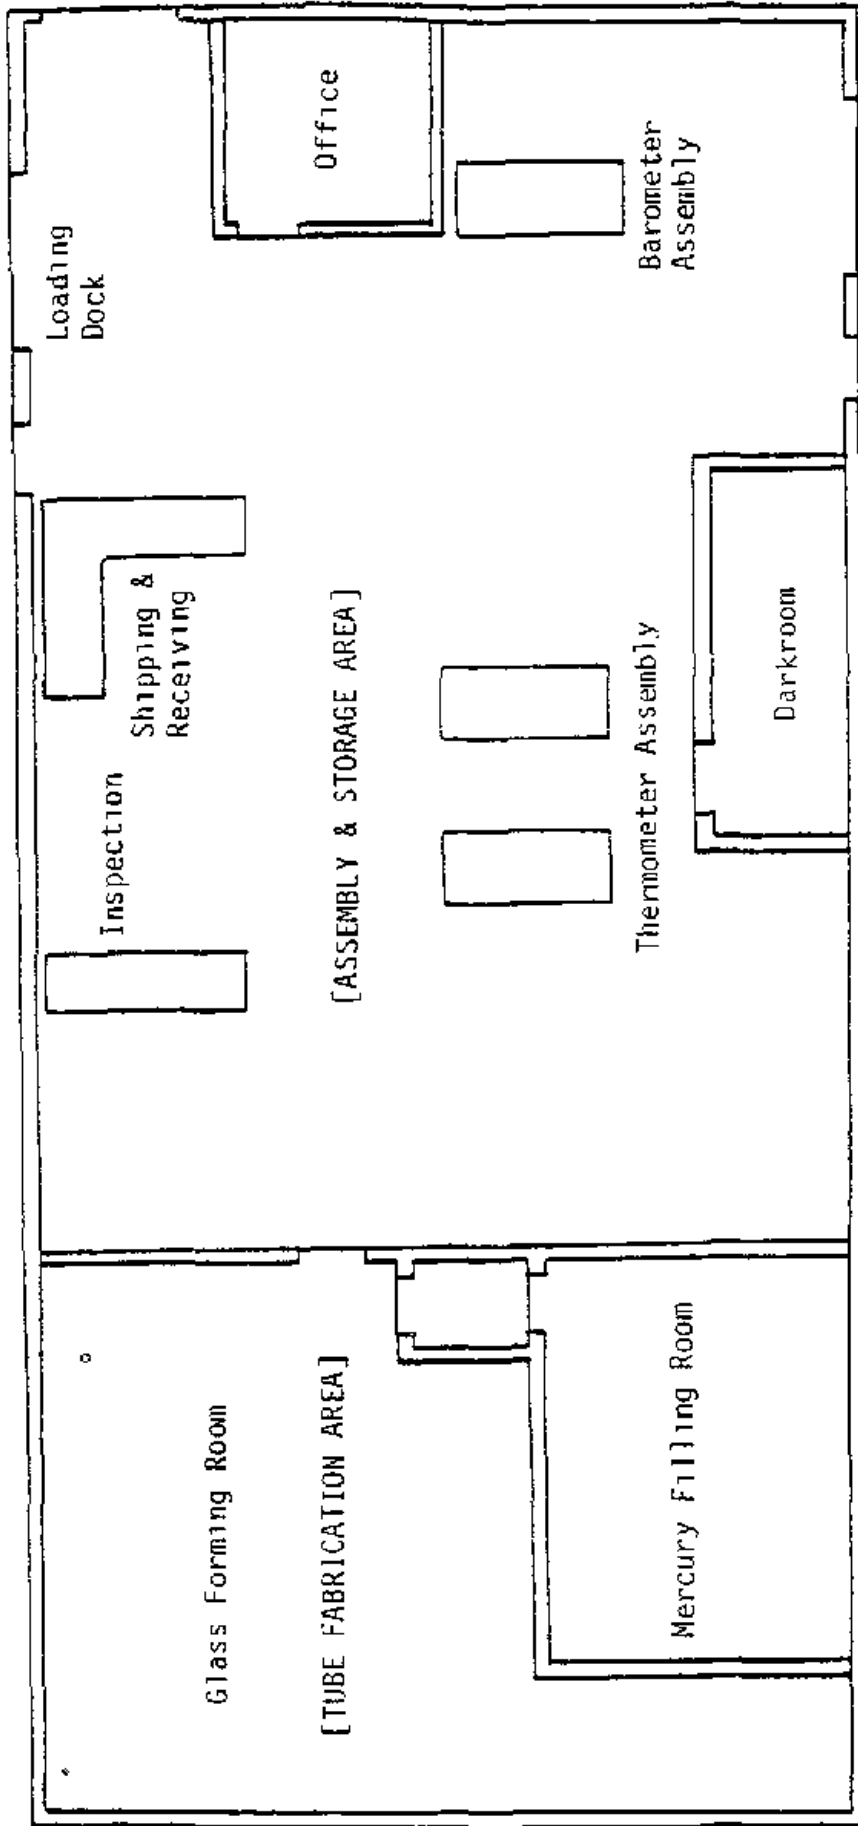 Glass Forming Room
[TUBE FABRICATION AREA]
Mercury Filling Room
Inspection
Shipping &
Receiving
[ASSEMBLY & STORAGE AREA]
Thermometer Assembly
Darkroom
Loading
Dock
Office
Barometer
Assembly